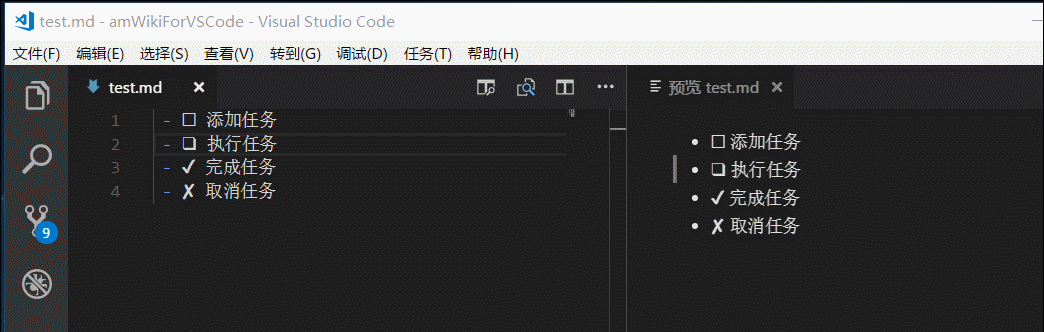 test.md - amWikiForVSCode - Visual Studio Code
文件(F) 编辑(E) 选择(S) 查看(V) 转到(G) 调试(D) 任务(T) 帮助(H)
test.md × 预览 test.md ×
1 - ☐ 添加任务
2 - ❏ 执行任务
3 - ✔ 完成任务
4 - ✘ 取消任务
9
• ☐ 添加任务
• ❏ 执行任务
• ✔ 完成任务
• ✘ 取消任务